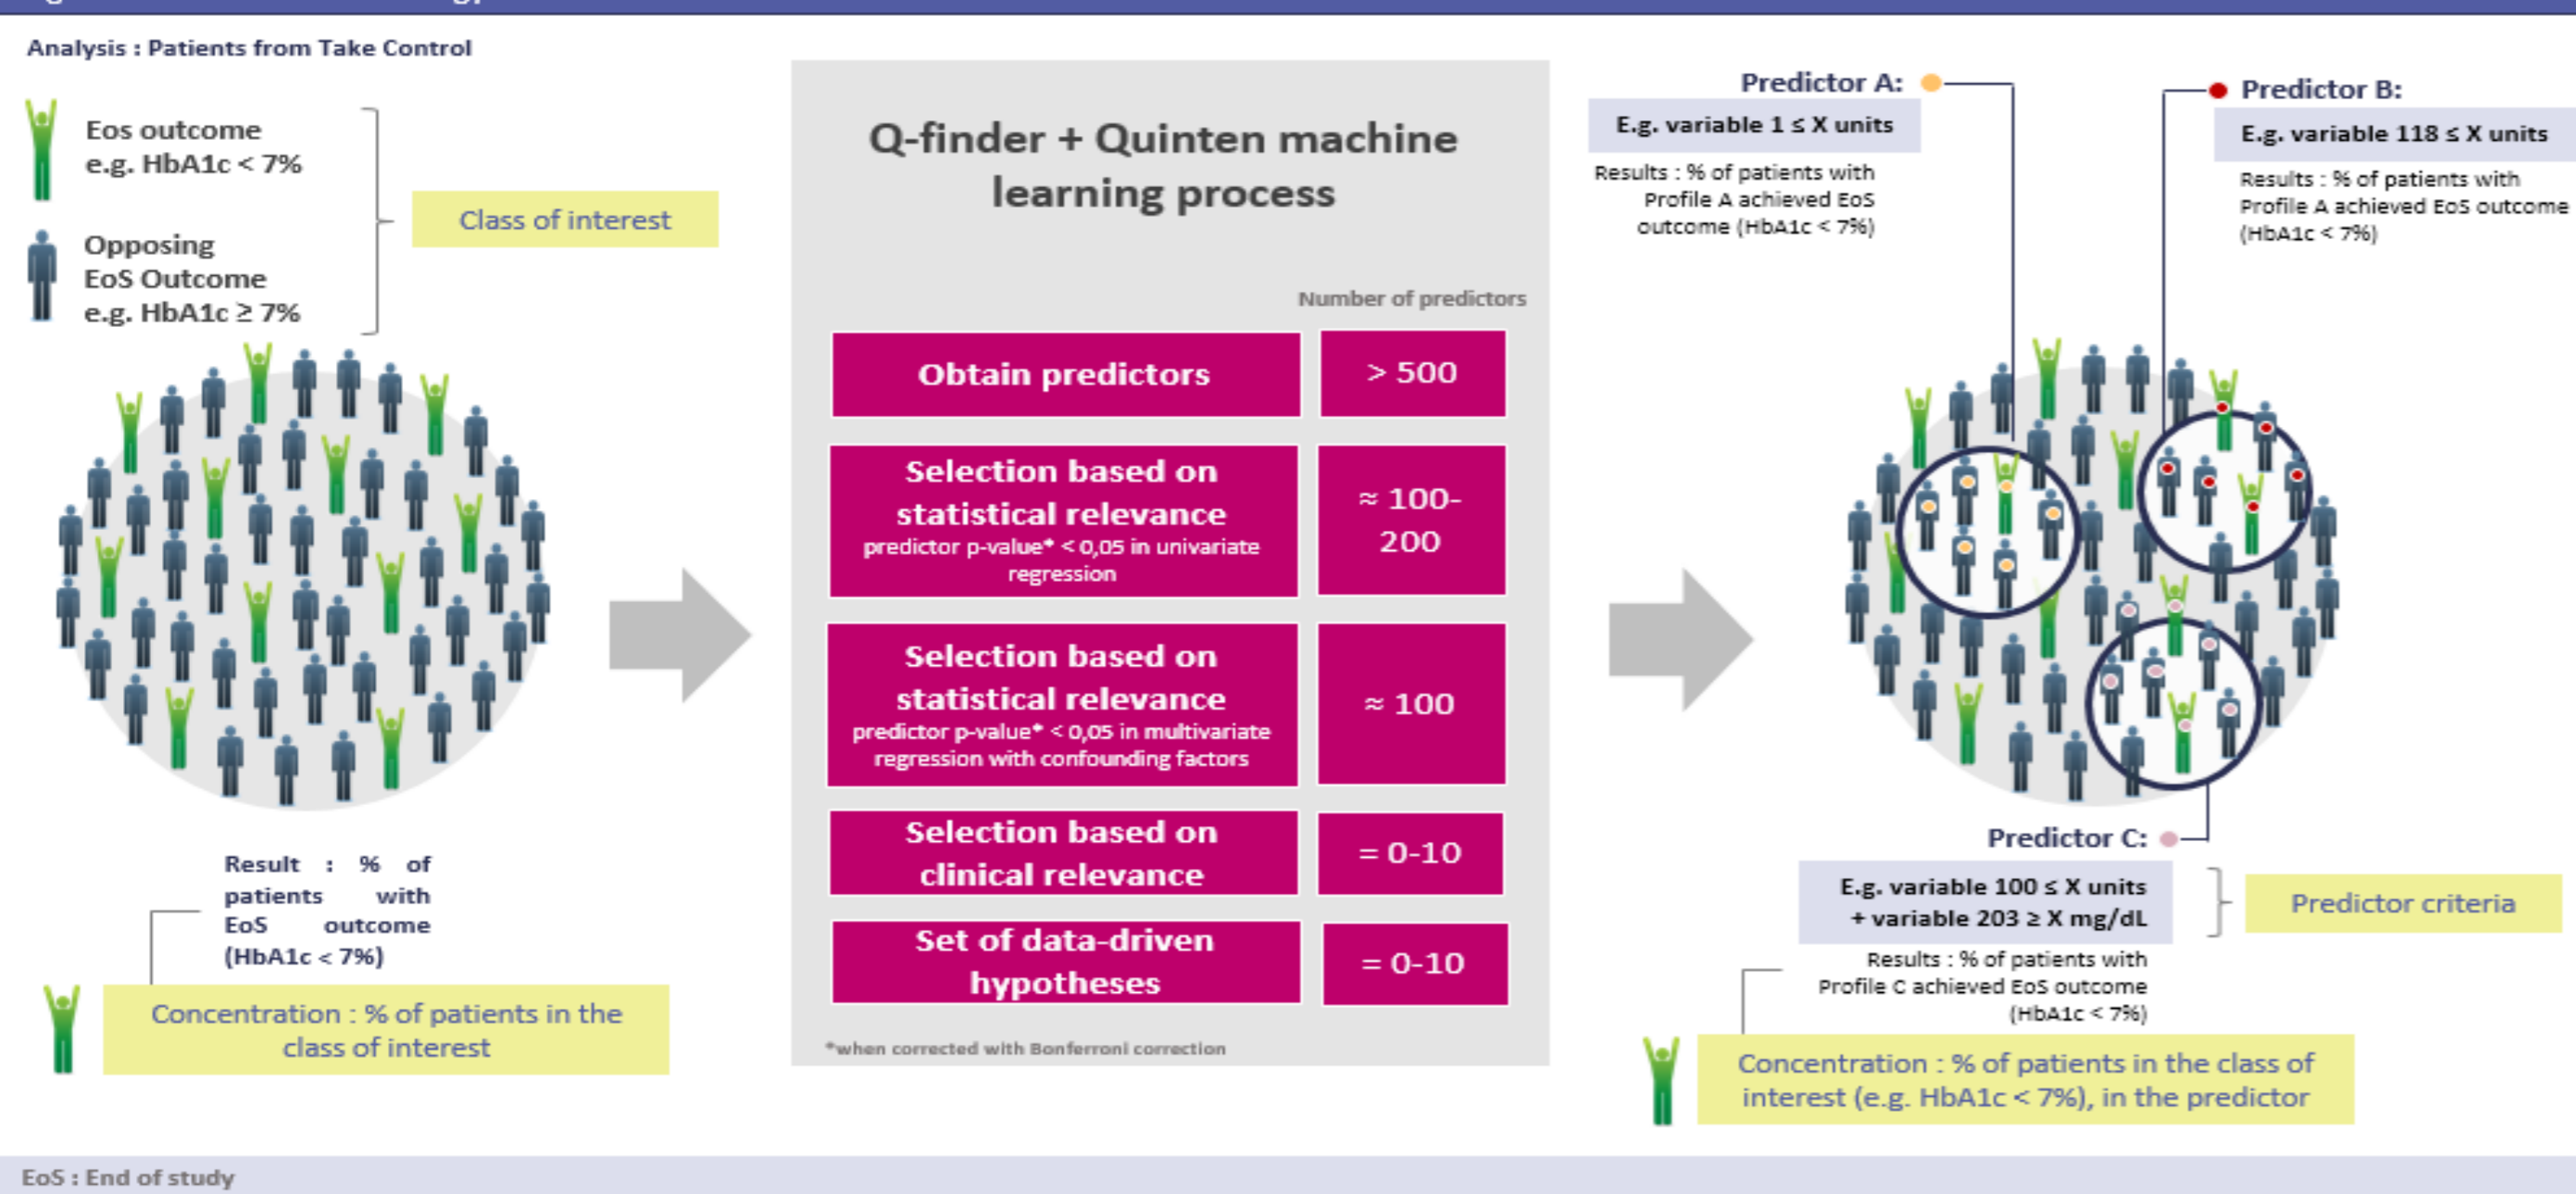 Analysis : Patients from Take Control
Eos outcome
e.g. HbA1c < 7%
Opposing
EoS Outcome
e.g. HbA1c ≥ 7%
Class of interest
Result : % of
patients with
EoS outcome
(HbA1c < 7%)
Concentration : % of patients in the
class of interest
Q-finder + Quinten machine
learning process
Number of predictors
Obtain predictors
> 500
Selection based on
statistical relevance
predictor p-value* < 0,05 in univariate
regression
≈ 100-
200
Selection based on
statistical relevance
predictor p-value* < 0,05 in multivariate
regression with confounding factors
≈ 100
Selection based on
clinical relevance
= 0-10
Set of data-driven
hypotheses
= 0-10
*when corrected with Bonferroni correction
Predictor A:
E.g. variable 1 ≤ X units
Results : % of patients with
Profile A achieved EoS
outcome (HbA1c < 7%)
Predictor B:
E.g. variable 118 ≤ X units
Results : % of patients with
Profile A achieved EoS outcome
(HbA1c < 7%)
Predictor C:
E.g. variable 100 ≤ X units
+ variable 203 ≥ X mg/dL
Predictor criteria
Results : % of patients with
Profile C achieved EoS outcome
(HbA1c < 7%)
Concentration : % of patients in the class of
interest (e.g. HbA1c < 7%), in the predictor
EoS : End of study